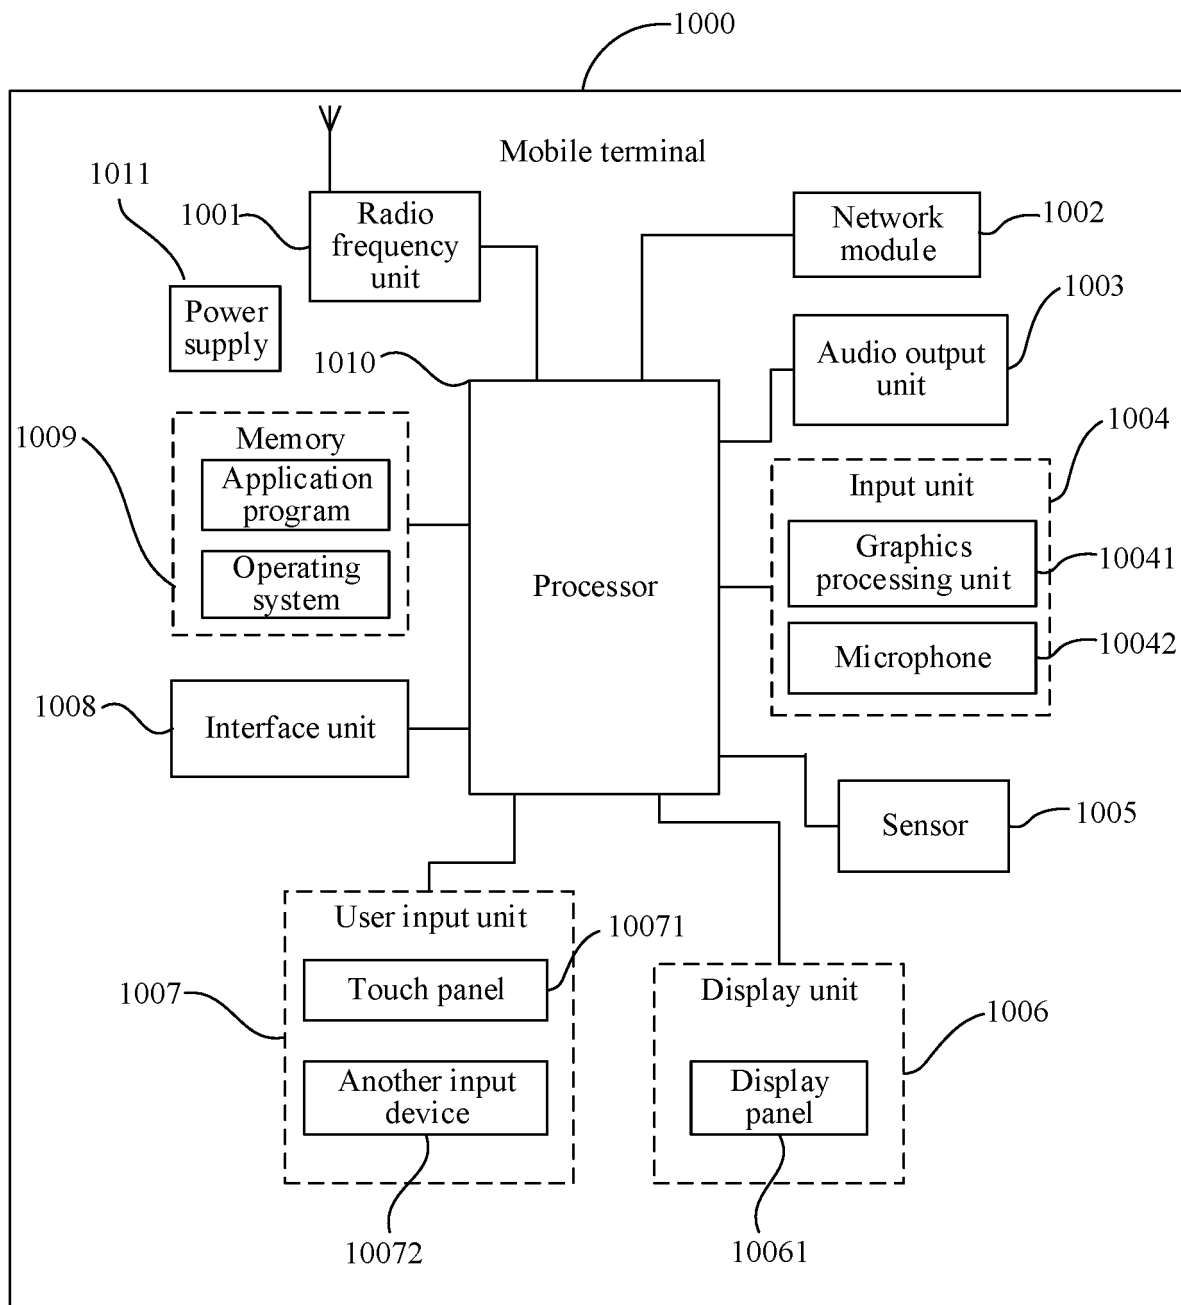 1000
Mobile terminal
1011
1001
Radio
frequency
unit
Network
module
1002
Power
supply
1003
Audio output
unit
1010
1009
Memory
Application
program
Operating
system
Processor
1004
Input unit
Graphics
processing unit
10041
Microphone
10042
1008
Interface unit
Sensor
1005
User input unit
10071
1007
Touch panel
Another input
device
10072
Display unit
1006
Display
panel
10061